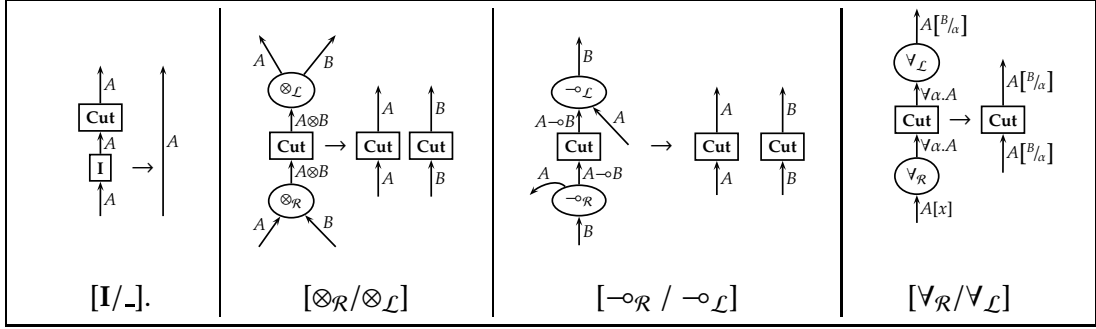 A
Cut
A
I
A
→
A
[I/_].
A
B
⊗ℒ
A⊗B
Cut
A⊗B
⊗ℛ
A
B
→
A
Cut
A
B
Cut
B
[⊗ℛ/⊗ℒ]
B
⊸ℒ
A⊸B
A
Cut
A⊸B
A
⊸ℛ
B
→
A
Cut
A
B
Cut
B
[⊸ℛ / ⊸ℒ]
A[B/α]
∀ℒ
∀α.A
Cut
∀α.A
∀ℛ
A[x]
→
A[B/α]
Cut
A[B/α]
[∀ℛ/∀ℒ]